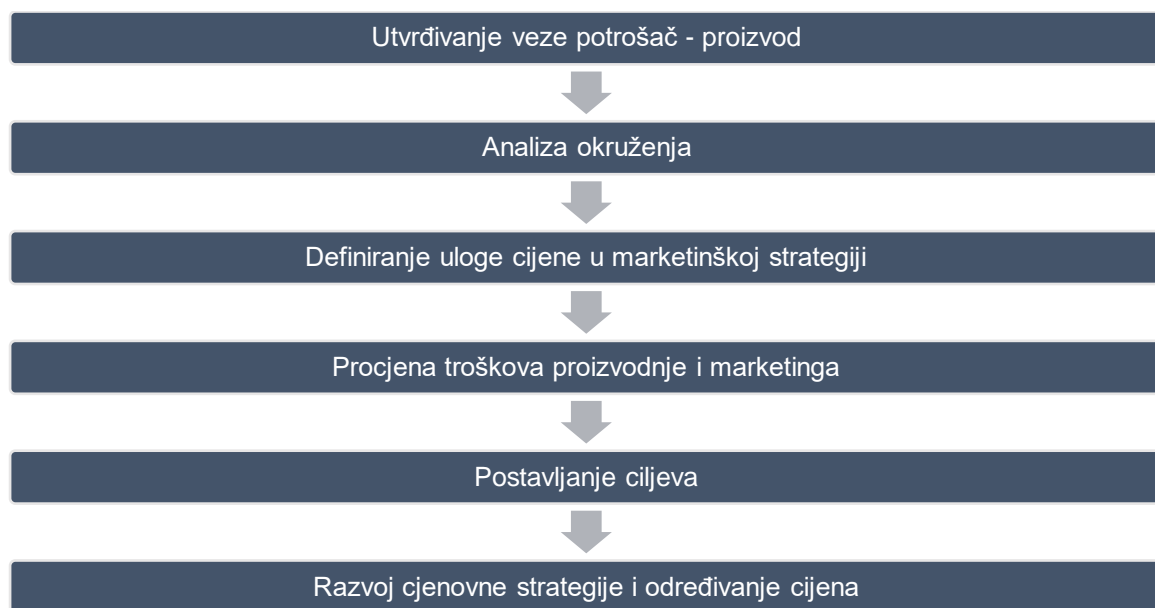 Utvrđivanje veze potrošač - proizvod
Analiza okruženja
Definiranje uloge cijene u marketinškoj strategiji
Procjena troškova proizvodnje i marketinga
Postavljanje ciljeva
Razvoj cjenovne strategije i određivanje cijena